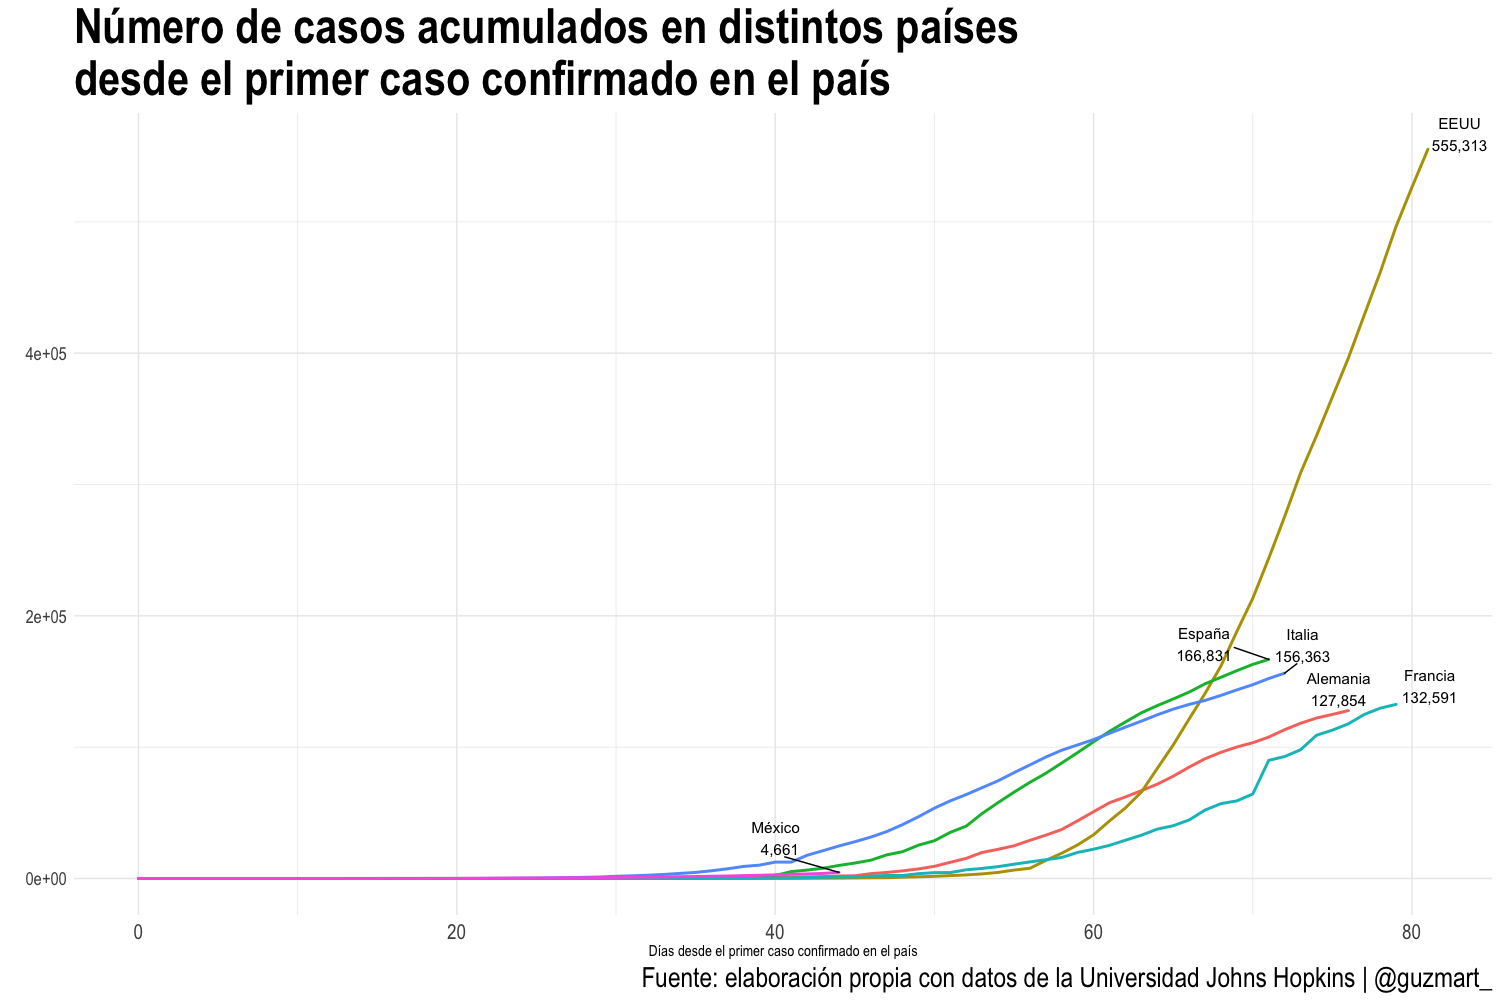 Número de casos acumulados en distintos países
desde el primer caso confirmado en el país
EEUU
555,313
4e+05
2e+05
España
166,831
Italia
156,363
Alemania
127,854
Francia
132,591
México
4,661
0e+00
0
20
40
60
80
Días desde el primer caso confirmado en el país
Fuente: elaboración propia con datos de la Universidad Johns Hopkins | @guzmart_